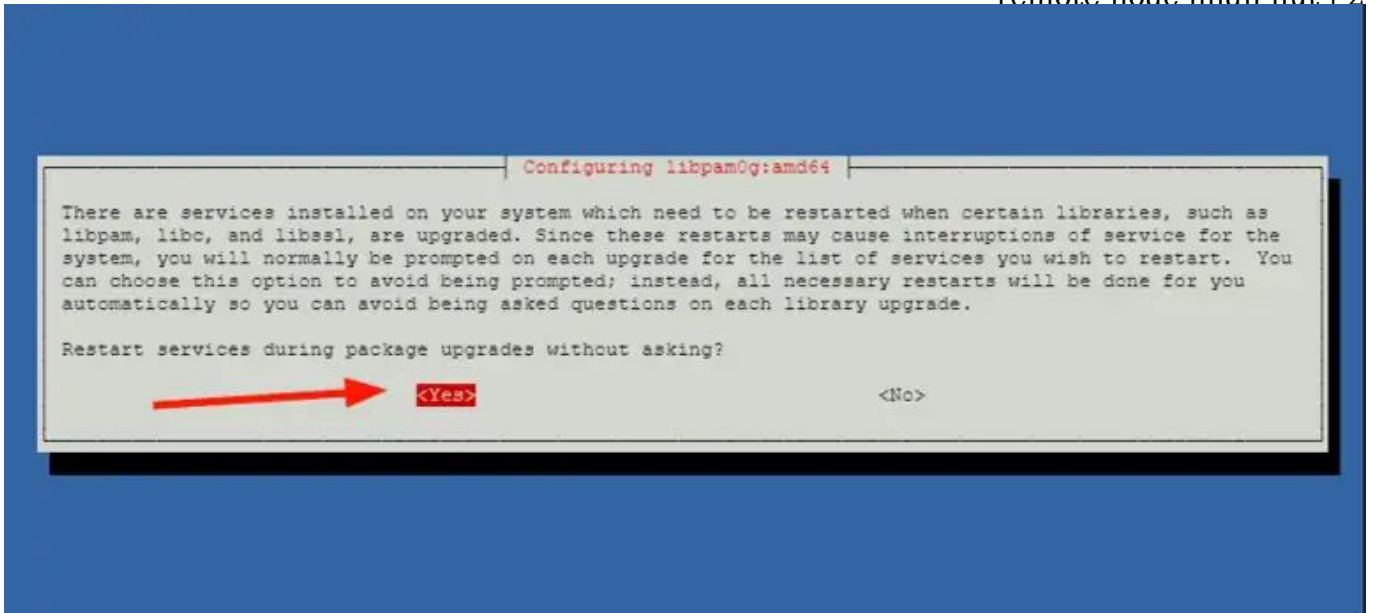 Configuring libpam0g:amd64
There are services installed on your system which need to be restarted when certain libraries, such as
libpam, libc, and libssl, are upgraded. Since these restarts may cause interruptions of service for the
system, you will normally be prompted on each upgrade for the list of services you wish to restart.  You
can choose this option to avoid being prompted; instead, all necessary restarts will be done for you
automatically so you can avoid being asked questions on each library upgrade.
Restart services during package upgrades without asking?
<Yes> <No>